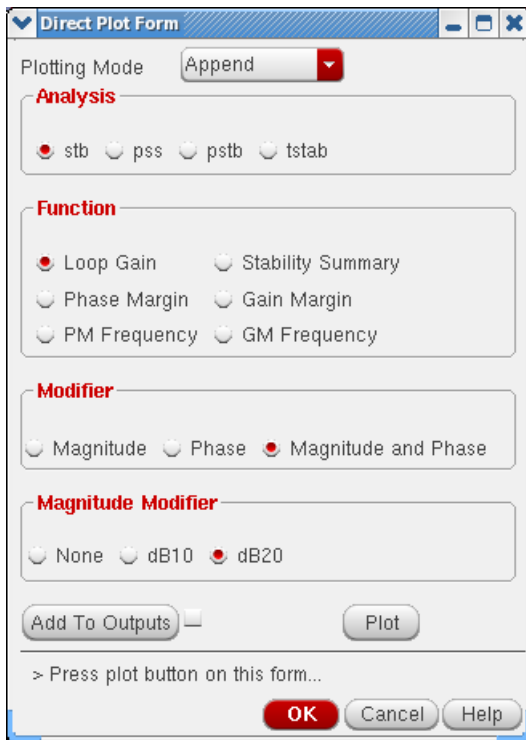 Direct Plot Form
Plotting Mode Append
Analysis
stb pss pstb tstab
Function
Loop Gain Stability Summary
Phase Margin Gain Margin
PM Frequency GM Frequency
Modifier
Magnitude Phase Magnitude and Phase
Magnitude Modifier
None dB10 dB20
Add To Outputs Plot
> Press plot button on this form...
OK Cancel Help